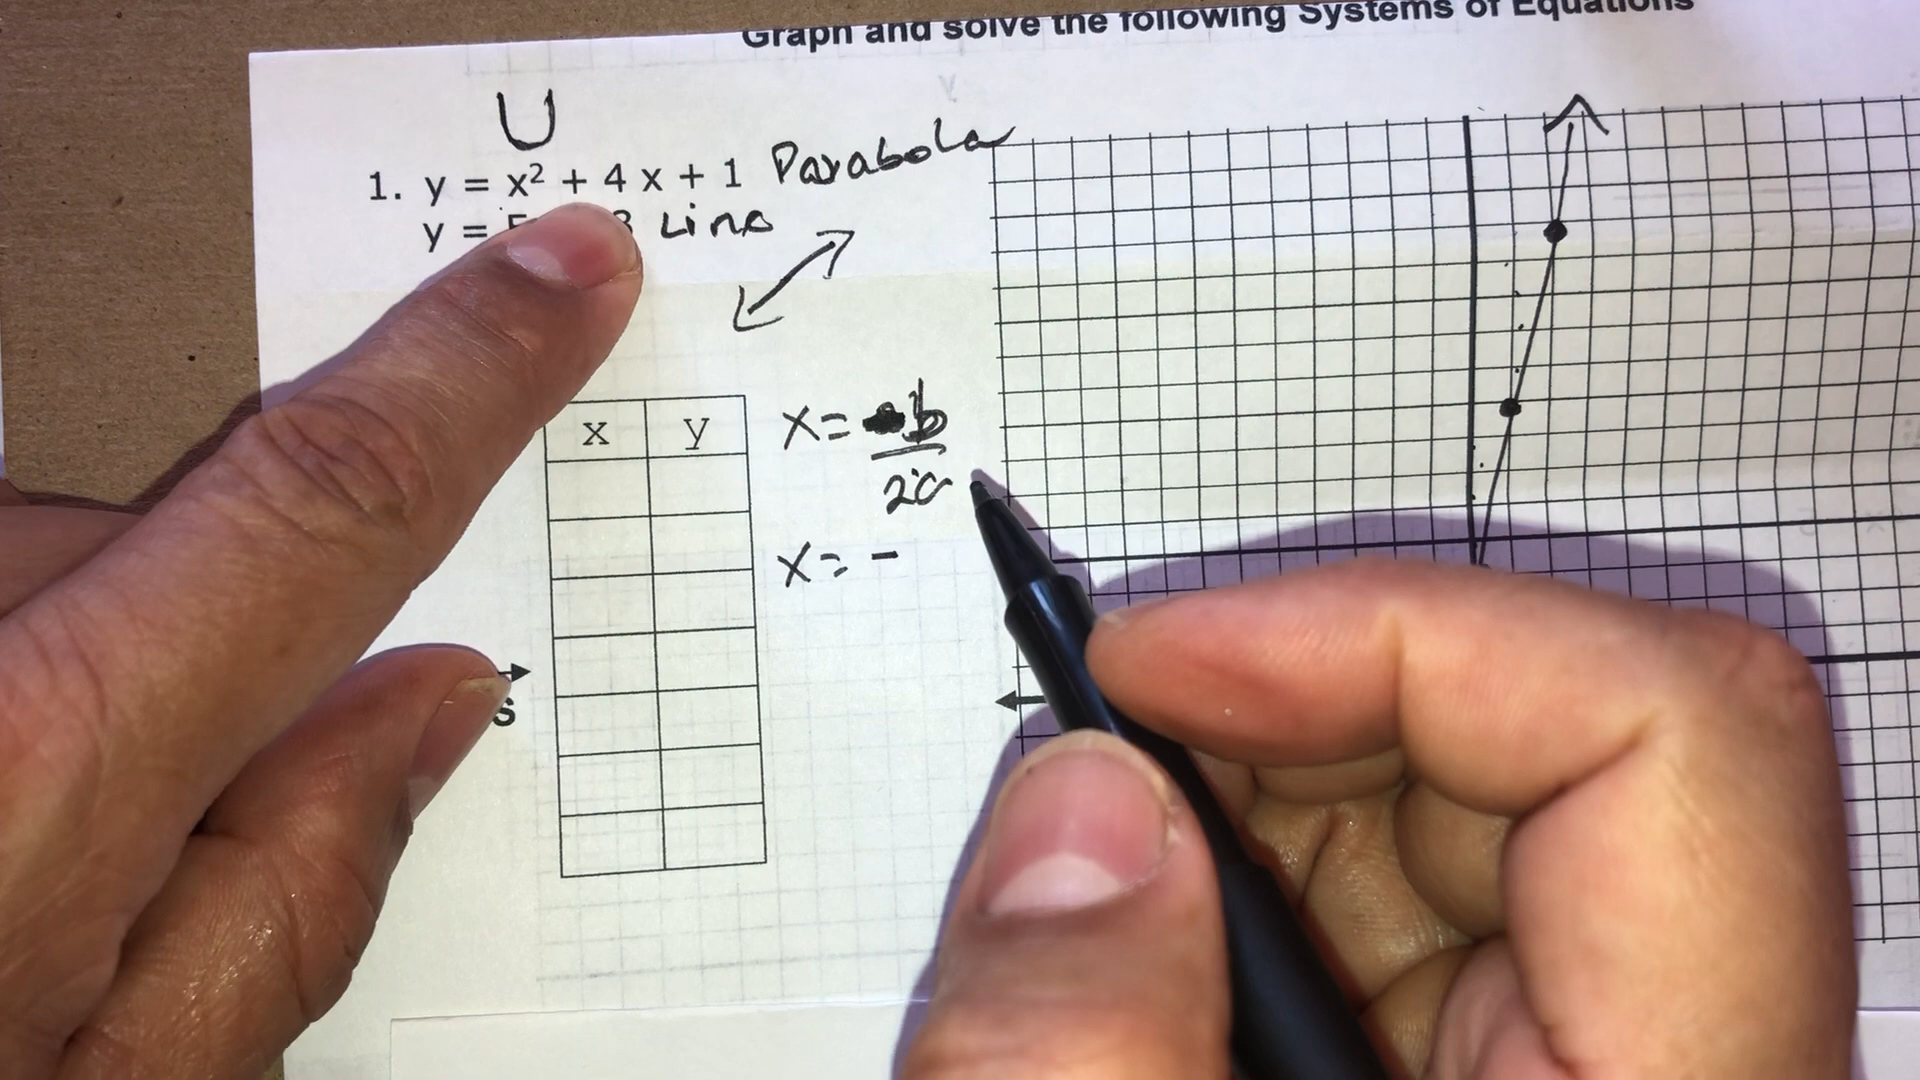 Graph and solve the following Systems of Equations
U
1. y = x² + 4 x + 1 Parabola
y = Line
x y
x = -b
2a
x = -
s